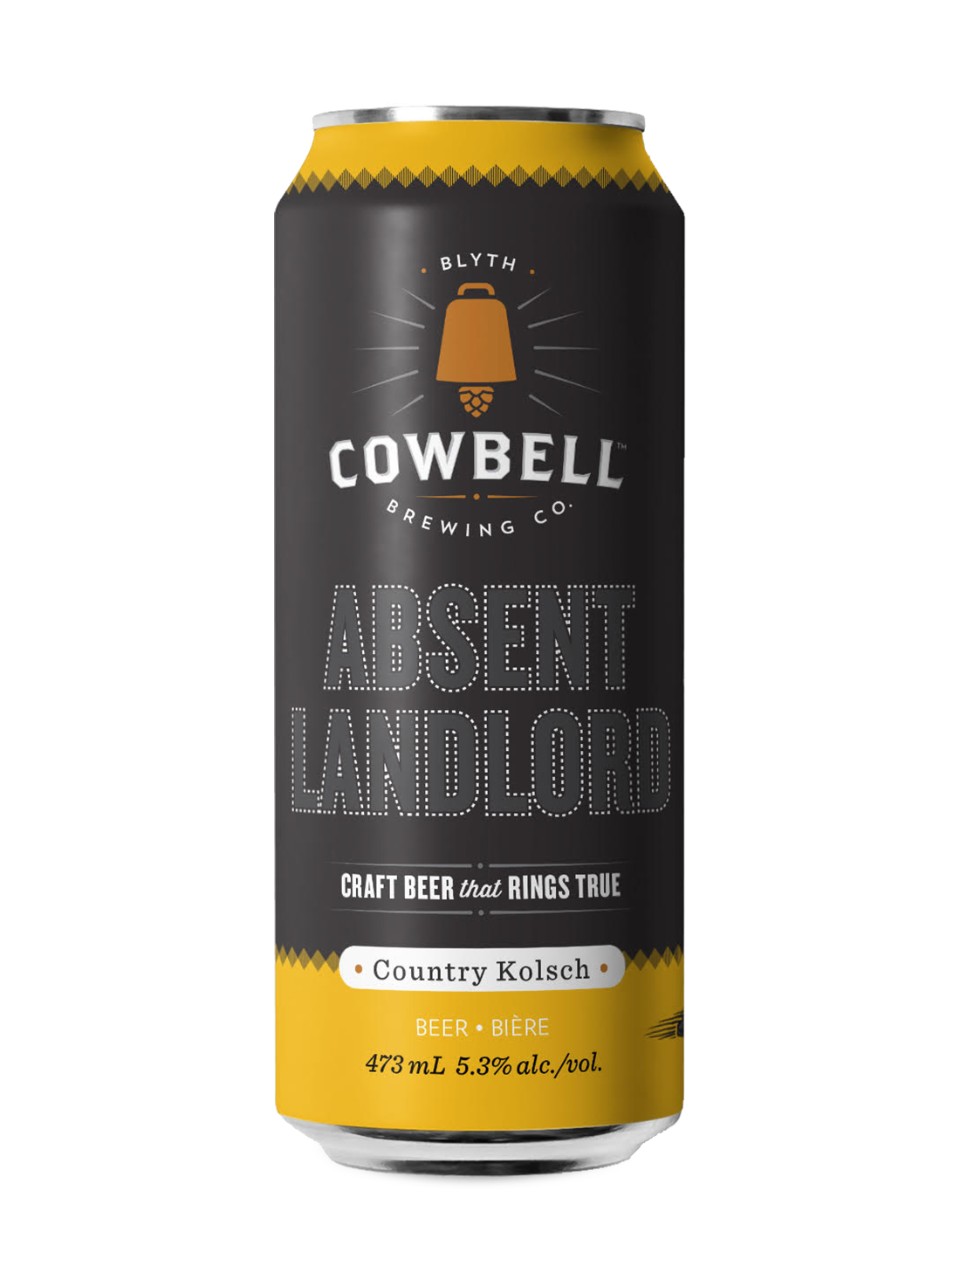 • BLYTH •
COWBELL™
BREWING CO.
ABSENT
LANDLORD
CRAFT BEER that RINGS TRUE
• Country Kolsch •
BEER • BIÈRE
473 mL 5.3% alc./vol.